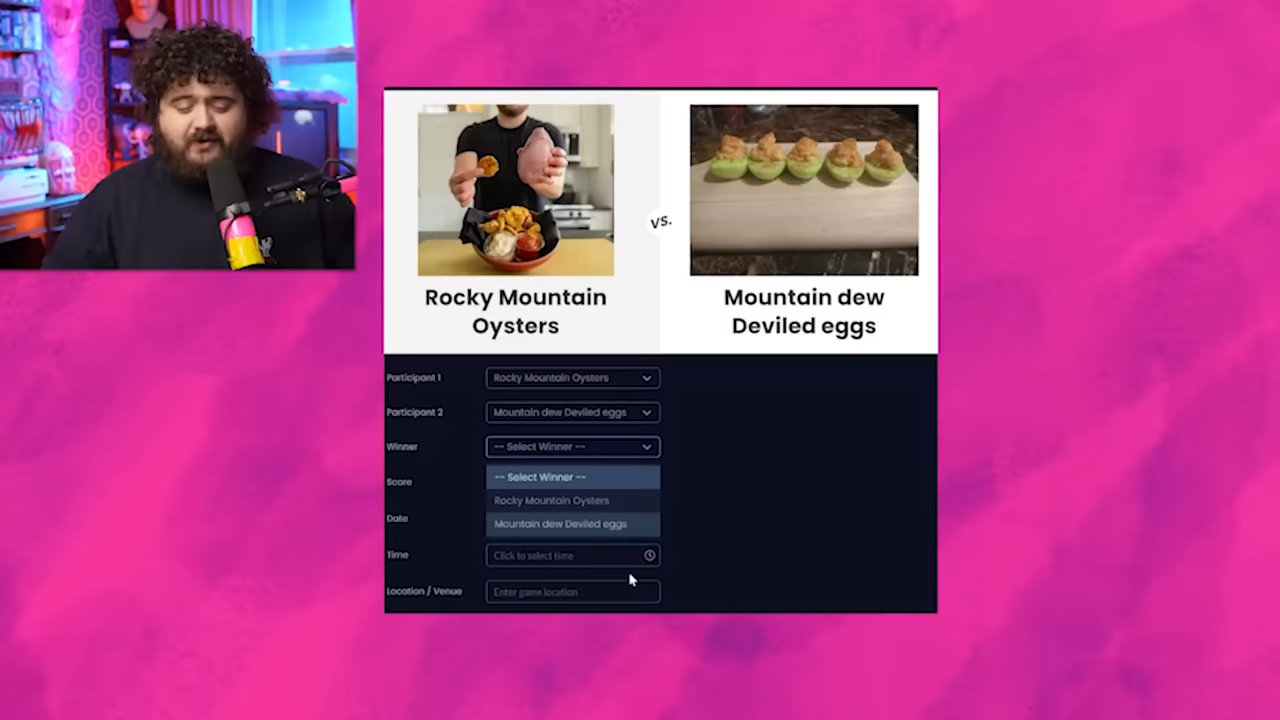 Rocky Mountain
Oysters
vs.
Mountain dew
Deviled eggs
Participant 1
Rocky Mountain Oysters
Participant 2
Mountain dew Deviled eggs
Winner
-- Select Winner --
-- Select Winner --
Score
Rocky Mountain Oysters
Date
Mountain dew Deviled eggs
Time
Click to select time
Location / Venue
Enter game location